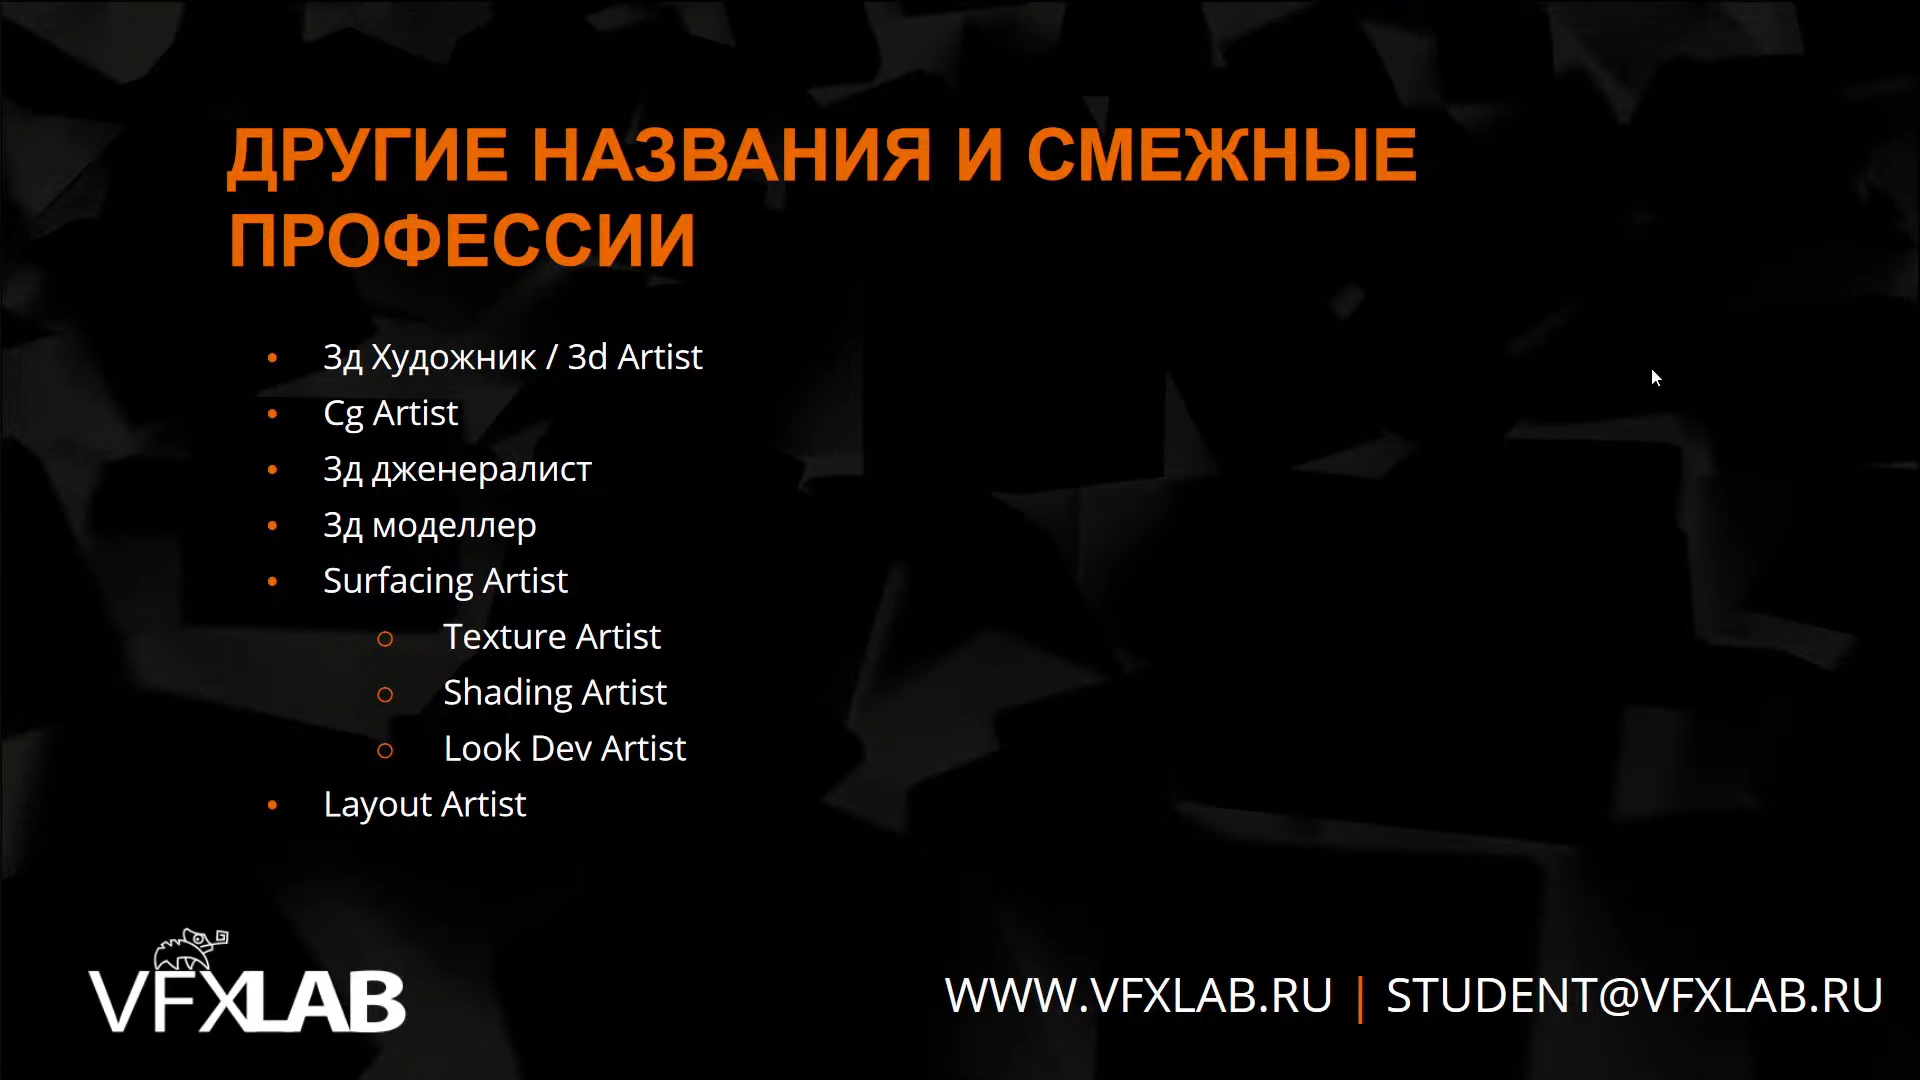 ДРУГИЕ НАЗВАНИЯ И СМЕЖНЫЕ
ПРОФЕССИИ
• 3д Художник / 3d Artist
• Cg Artist
• 3д дженералист
• 3д моделлер
• Surfacing Artist
○ Texture Artist
○ Shading Artist
○ Look Dev Artist
• Layout Artist
VFXLAB
WWW.VFXLAB.RU | STUDENT@VFXLAB.RU